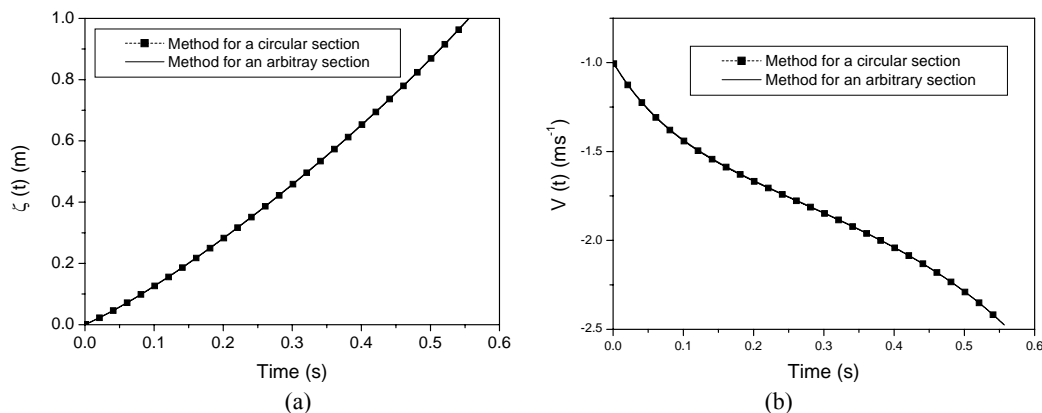 1.0
0.8
0.6
0.4
0.2
0.0
ζ (t) (m)
Method for a circular section
Method for an arbitray section
0.0 0.1 0.2 0.3 0.4 0.5 0.6
Time (s)
(a)
-1.0
-1.5
-2.0
-2.5
V (t) (ms⁻¹)
Method for a circular section
Method for an arbitrary section
0.0 0.1 0.2 0.3 0.4 0.5 0.6
Time (s)
(b)